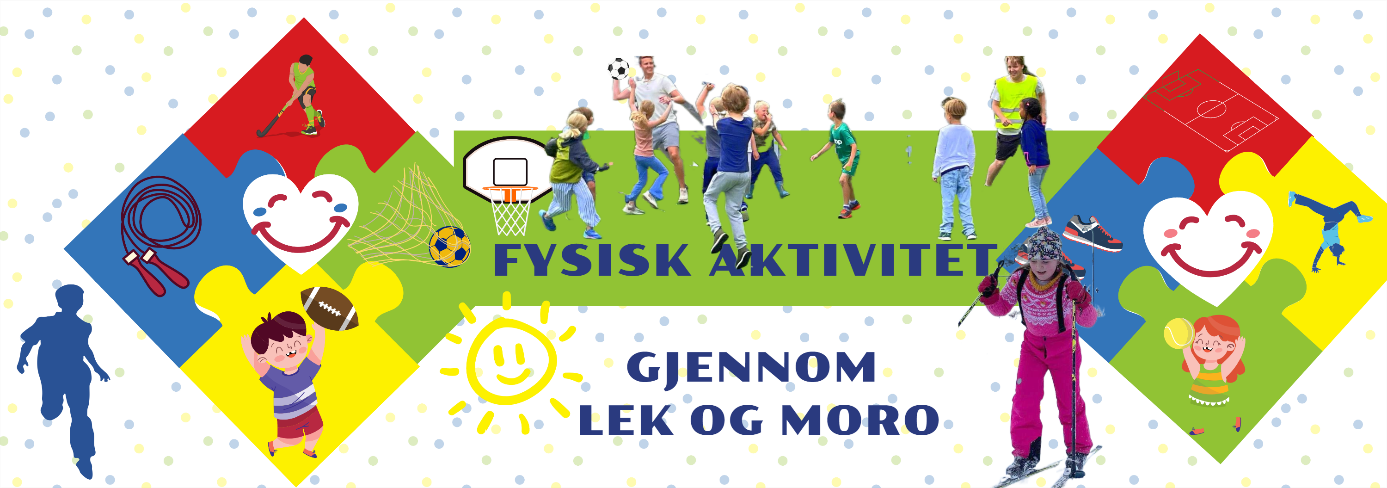 FYSISK AKTIVITET
GJENNOM
LEK OG MORO